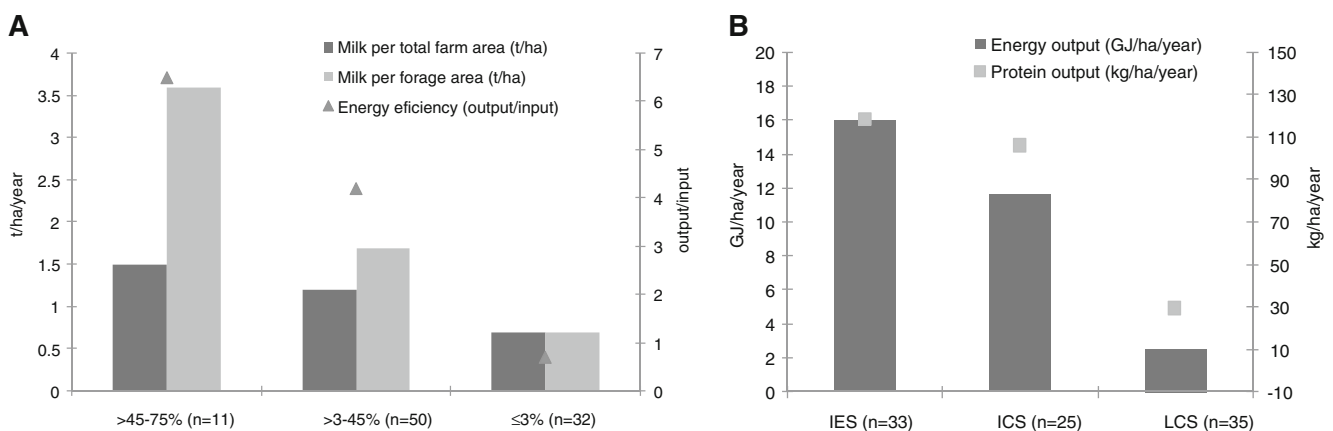 A
Milk per total farm area (t/ha)
Milk per forage area (t/ha)
Energy eficiency (output/input)
t/ha/year
4
3.5
3
2.5
2
1.5
1
0.5
0
7
6
5
4
3
2
1
0
output/input
>45-75% (n=11)
>3-45% (n=50)
≤3% (n=32)
B
Energy output (GJ/ha/year)
Protein output (kg/ha/year)
GJ/ha/year
20
18
16
14
12
10
8
6
4
2
0
150
130
110
90
70
50
30
10
-10
kg/ha/year
IES (n=33)
ICS (n=25)
LCS (n=35)